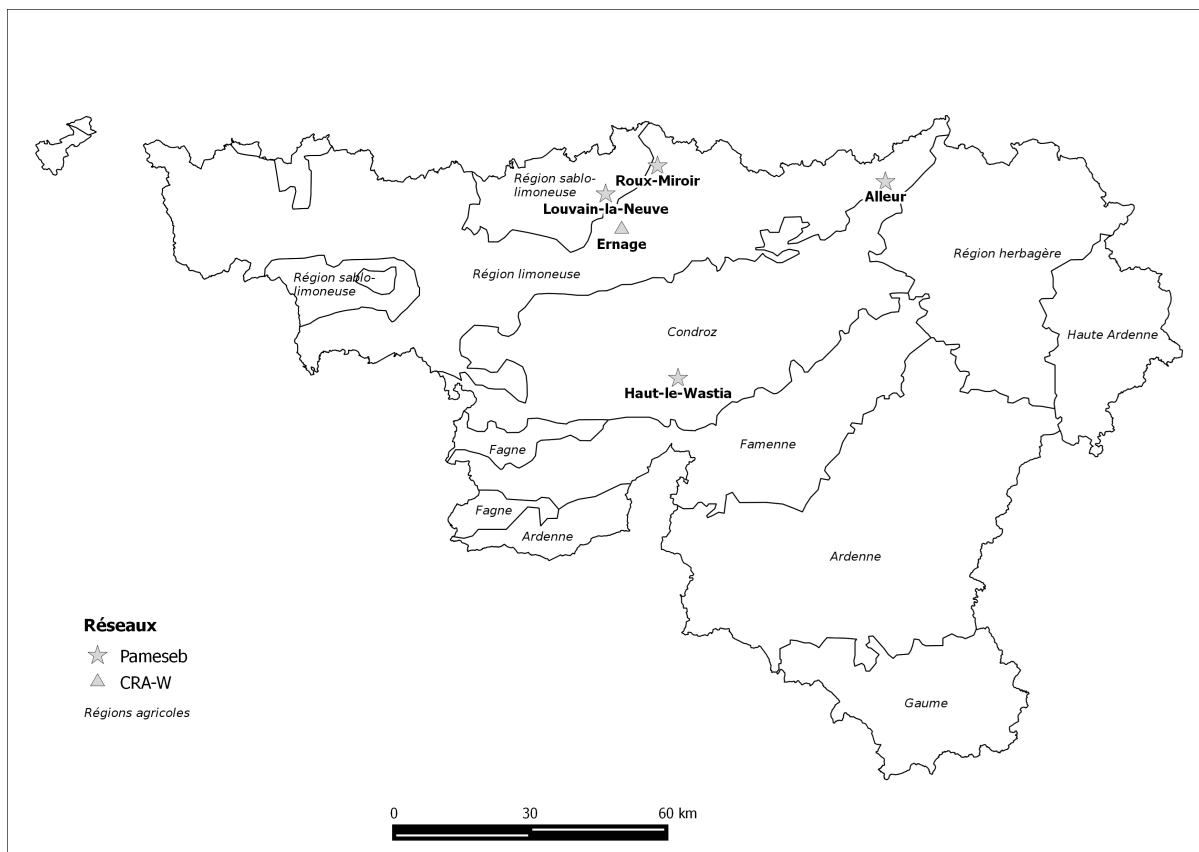 Région sablo-
limoneuse
Roux-Miroir
Louvain-la-Neuve
Alleur
Ernage
Région sablo-
limoneuse
Région limoneuse
Région herbagère
Condroz
Haute Ardenne
Haut-le-Wastia
Fagne
Famenne
Fagne
Ardenne
Ardenne
Gaume
Réseaux
Pameseb
CRA-W
Régions agricoles
0 30 60 km